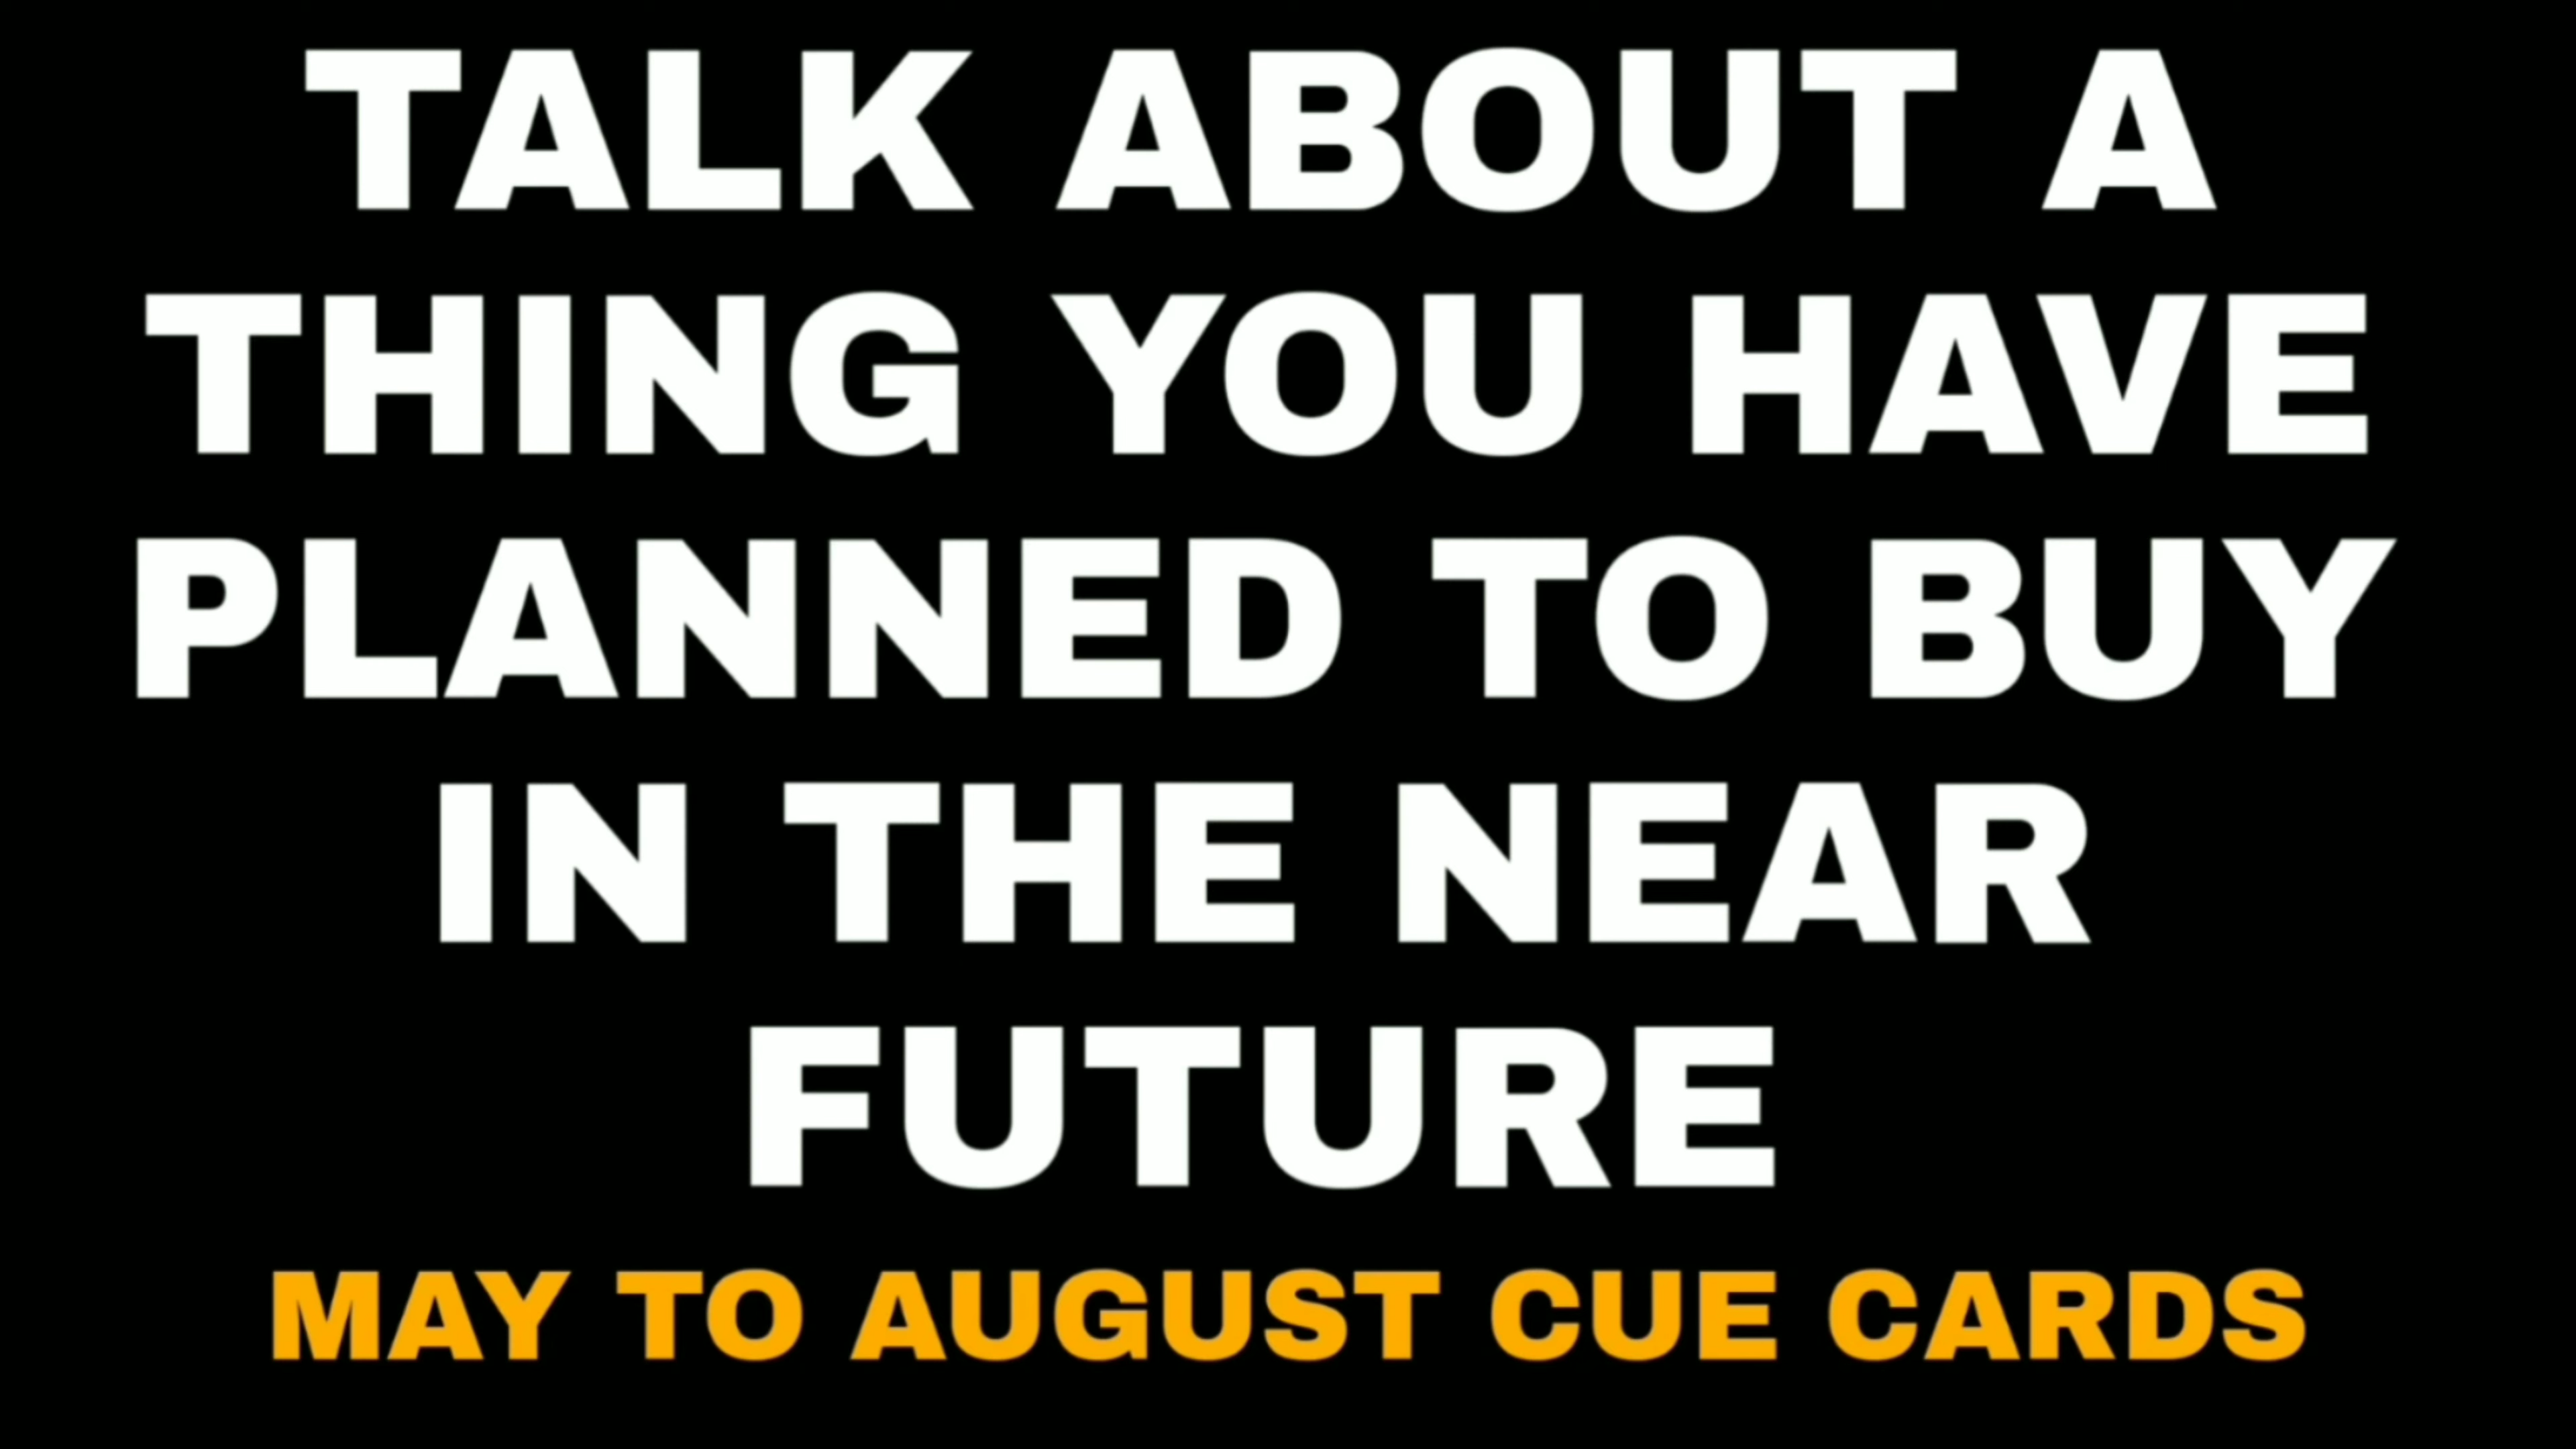 TALK ABOUT A
THING YOU HAVE
PLANNED TO BUY
IN THE NEAR
FUTURE
MAY TO AUGUST CUE CARDS